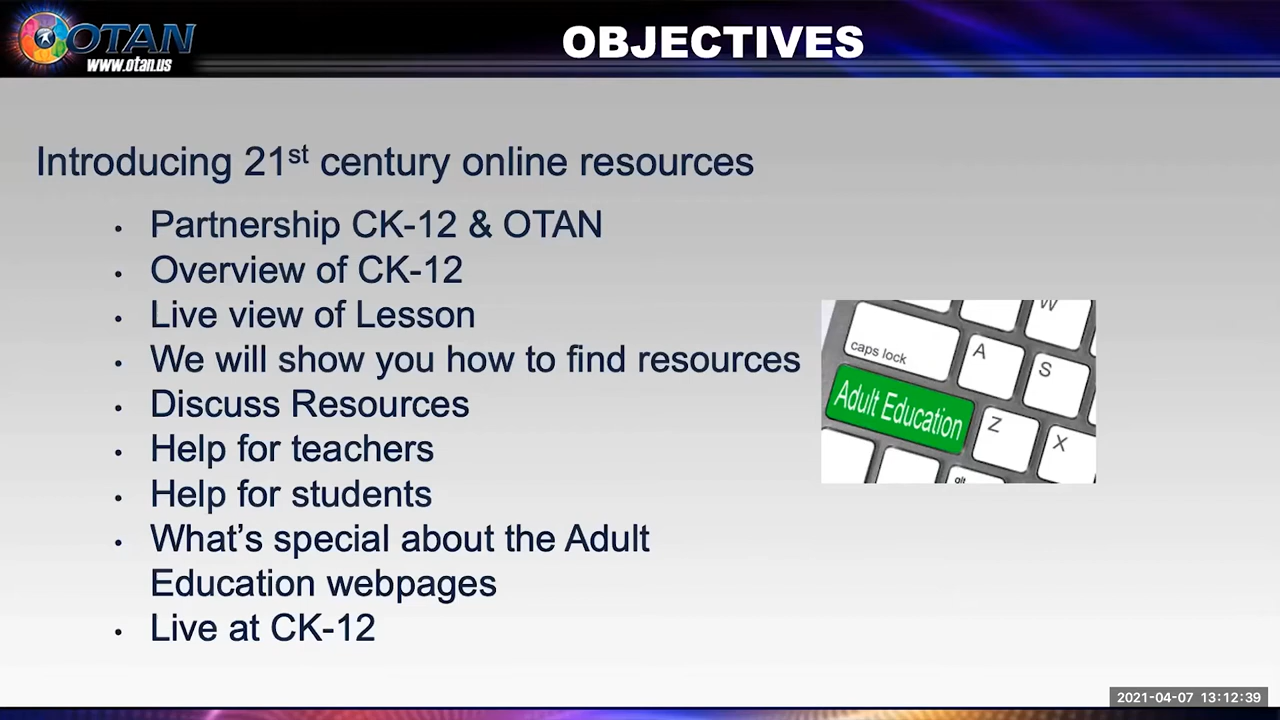 OTAN
www.otan.us
OBJECTIVES
Introducing 21st century online resources
• Partnership CK-12 & OTAN
• Overview of CK-12
• Live view of Lesson
• We will show you how to find resources
• Discuss Resources
• Help for teachers
• Help for students
• What’s special about the Adult
Education webpages
• Live at CK-12
W
caps lock
A
S
Adult Education
Z
X
2021-04-07 13:12:39